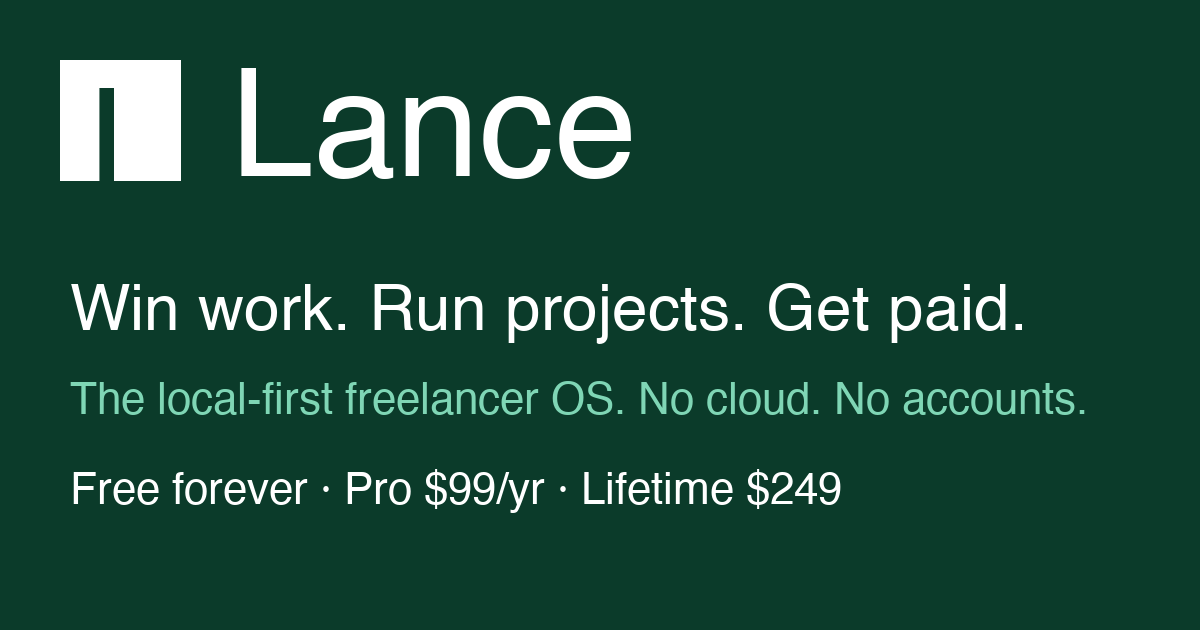 Lance
Win work. Run projects. Get paid.
The local-first freelancer OS. No cloud. No accounts.
Free forever · Pro $99/yr · Lifetime $249